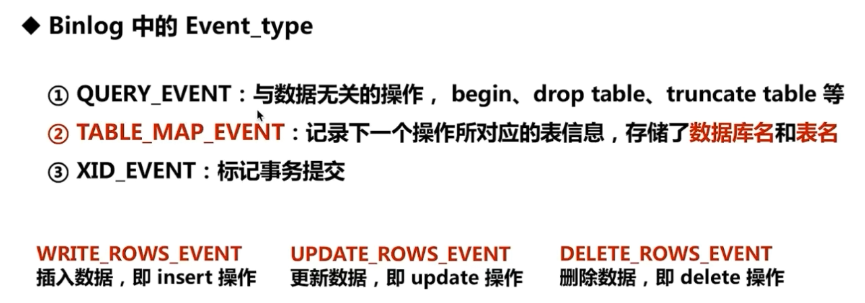 ◆ Binlog 中的 Event_type
① QUERY_EVENT：与数据无关的操作， begin、drop table、truncate table 等
② TABLE_MAP_EVENT：记录下一个操作所对应的表信息，存储了数据库名和表名
③ XID_EVENT：标记事务提交
WRITE_ROWS_EVENT UPDATE_ROWS_EVENT DELETE_ROWS_EVENT
插入数据，即 insert 操作 更新数据，即 update 操作 删除数据，即 delete 操作